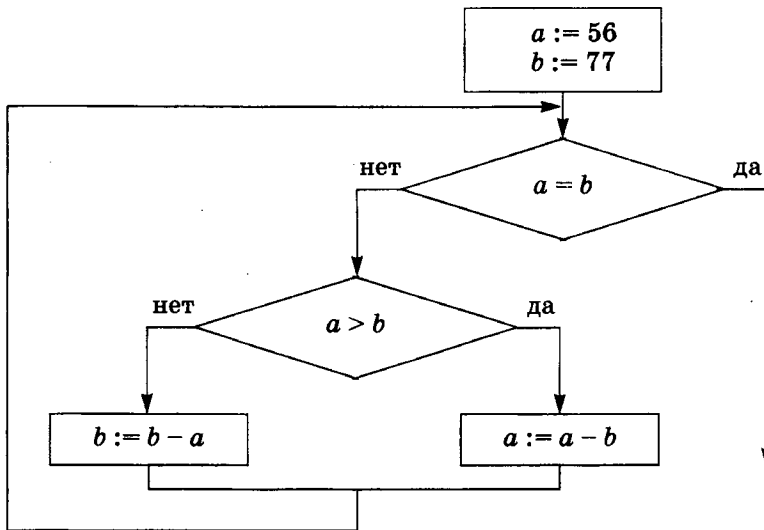 a := 56
b := 77
нет
a = b
да
нет
a > b
да
b := b – a
a := a – b